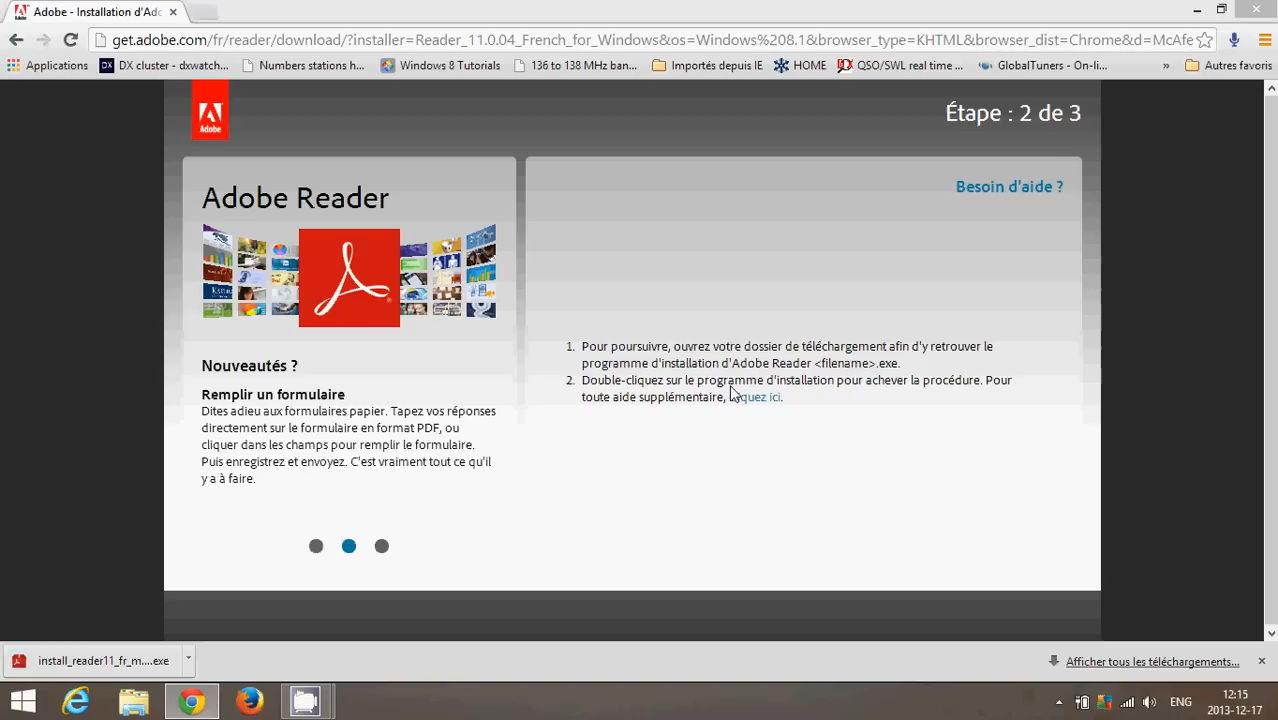 Adobe - Installation d'Ado
get.adobe.com/fr/reader/download/?installer=Reader_11.0.04_French_for_Windows&os=Windows%208.1&browser_type=KHTML&browser_dist=Chrome&d=McAfe
Applications DX DX cluster - dxwatch... Numbers stations h... Windows 8 Tutorials 136 to 138 MHz ban... Importés depuis IE HOME QSO/SWL real time ... GlobalTuners - On-li... » Autres favoris
Adobe
Étape : 2 de 3
Besoin d'aide ?
Adobe Reader
1. Pour poursuivre, ouvrez votre dossier de téléchargement afin d'y retrouver le
programme d'installation d'Adobe Reader <filename>.exe.
2. Double-cliquez sur le programme d'installation pour achever la procédure. Pour
toute aide supplémentaire, cliquez ici.
Nouveautés ?
Remplir un formulaire
Dites adieu aux formulaires papier. Tapez vos réponses
directement sur le formulaire en format PDF, ou
cliquer dans les champs pour remplir le formulaire.
Puis enregistrez et envoyez. C'est vraiment tout ce qu'il
y a à faire.
install_reader11_fr_m....exe
Afficher tous les téléchargements...
ENG
12:15
2013-12-17